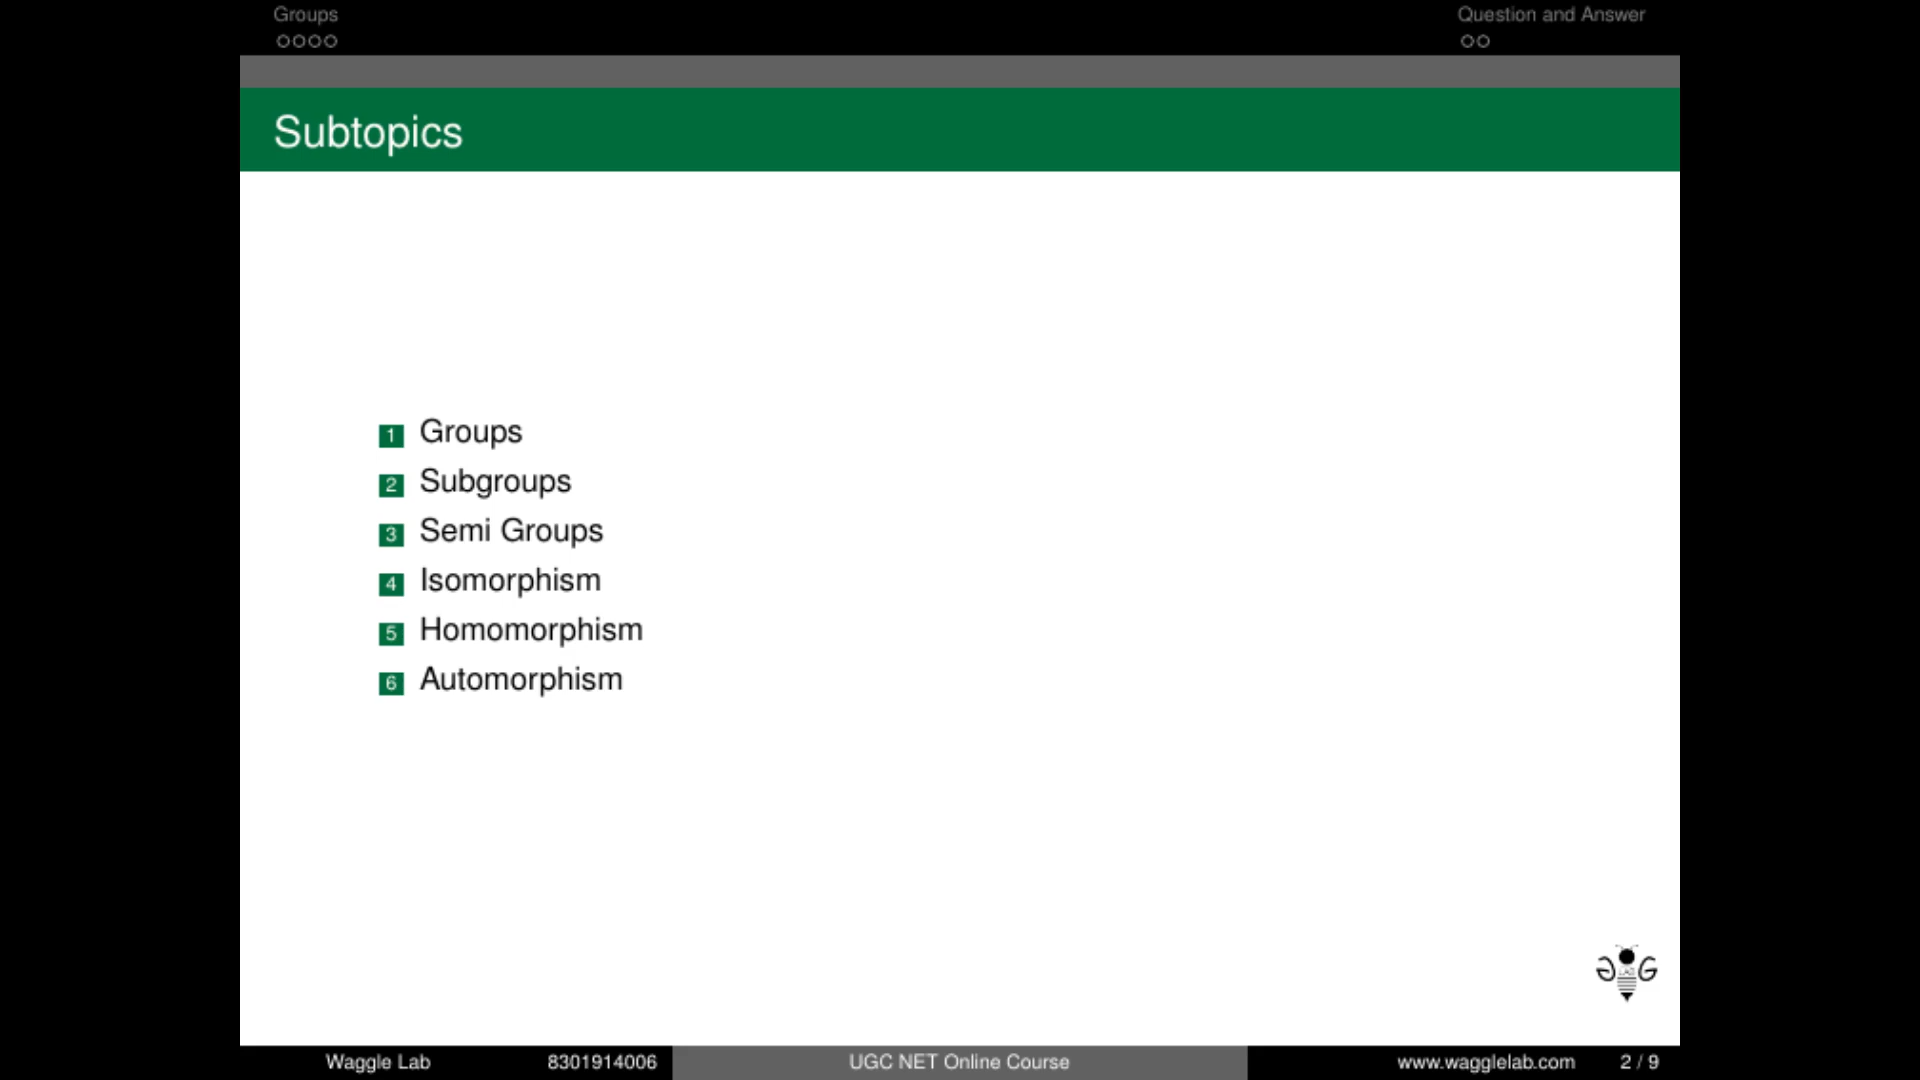 Groups
Question and Answer
Subtopics
1 Groups
2 Subgroups
3 Semi Groups
4 Isomorphism
5 Homomorphism
6 Automorphism
LAB
Waggle Lab 8301914006 UGC NET Online Course www.wagglelab.com 2 / 9